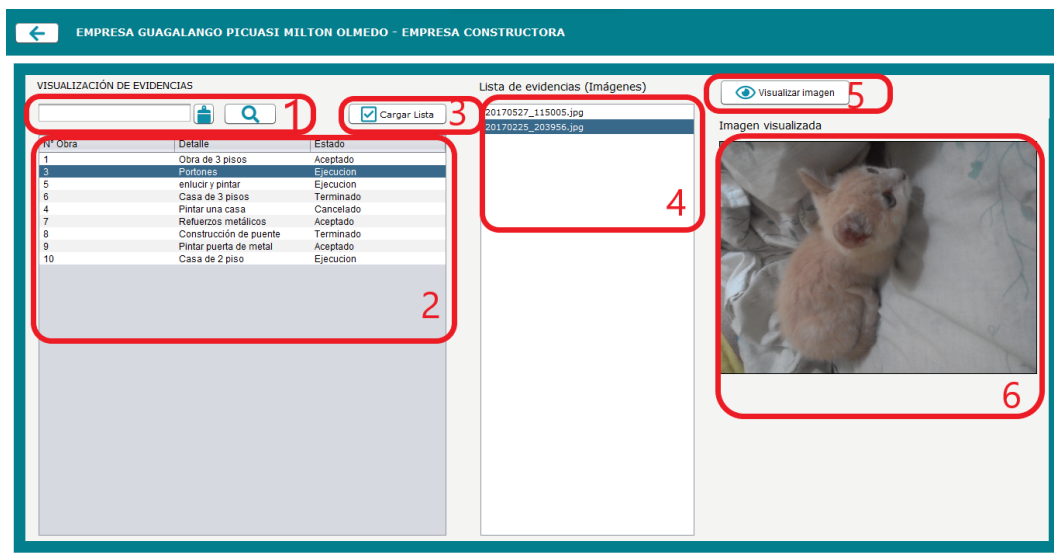 EMPRESA GUAGALANGO PICUASI MILTON OLMEDO - EMPRESA CONSTRUCTORA
VISUALIZACIÓN DE EVIDENCIAS
1
Cargar Lista
3
N° Obra Detalle Estado
1 Obra de 3 pisos Aceptado
3 Portones Ejecucion
5 enlucir y pintar Ejecucion
6 Casa de 3 pisos Terminado
4 Pintar una casa Cancelado
7 Refuerzos metálicos Aceptado
8 Construcción de puente Terminado
9 Pintar puerta de metal Aceptado
10 Casa de 2 piso Ejecucion
2
Lista de evidencias (Imágenes)
20170527_115005.jpg
20170225_203956.jpg
4
Visualizar imagen
5
Imagen visualizada
6